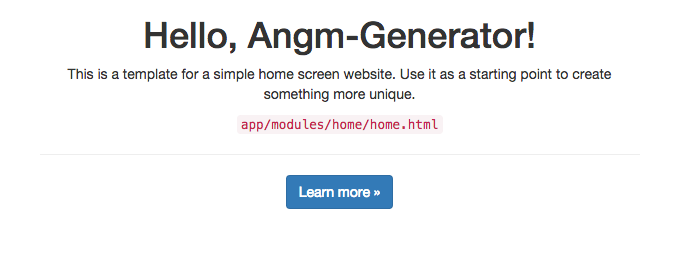 Hello, Angm-Generator!
This is a template for a simple home screen website. Use it as a starting point to create
something more unique.
app/modules/home/home.html
Learn more »